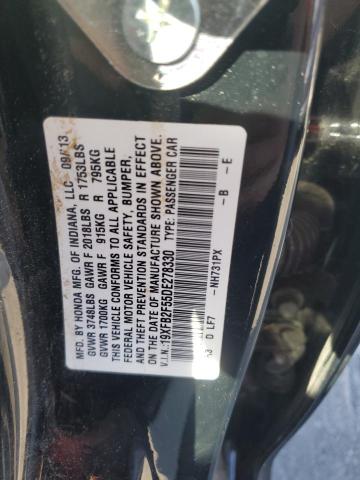 MFD. BY HONDA MFG. OF INDIANA, LLC 09/13
GVWR 3748LBS GAWR F 2018LBS R 1753LBS
GVWR 1700KG GAWR F 915KG R 795KG
THIS VEHICLE CONFORMS TO ALL APPLICABLE
FEDERAL MOTOR VEHICLE SAFETY, BUMPER,
AND THEFT PREVENTION STANDARDS IN EFFECT
ON THE DATE OF MANUFACTURE SHOWN ABOVE.
V.I.N.:19XFB2F55DE278330 TYPE: PASSENGER CAR
NH731PX – B – E
D LF7